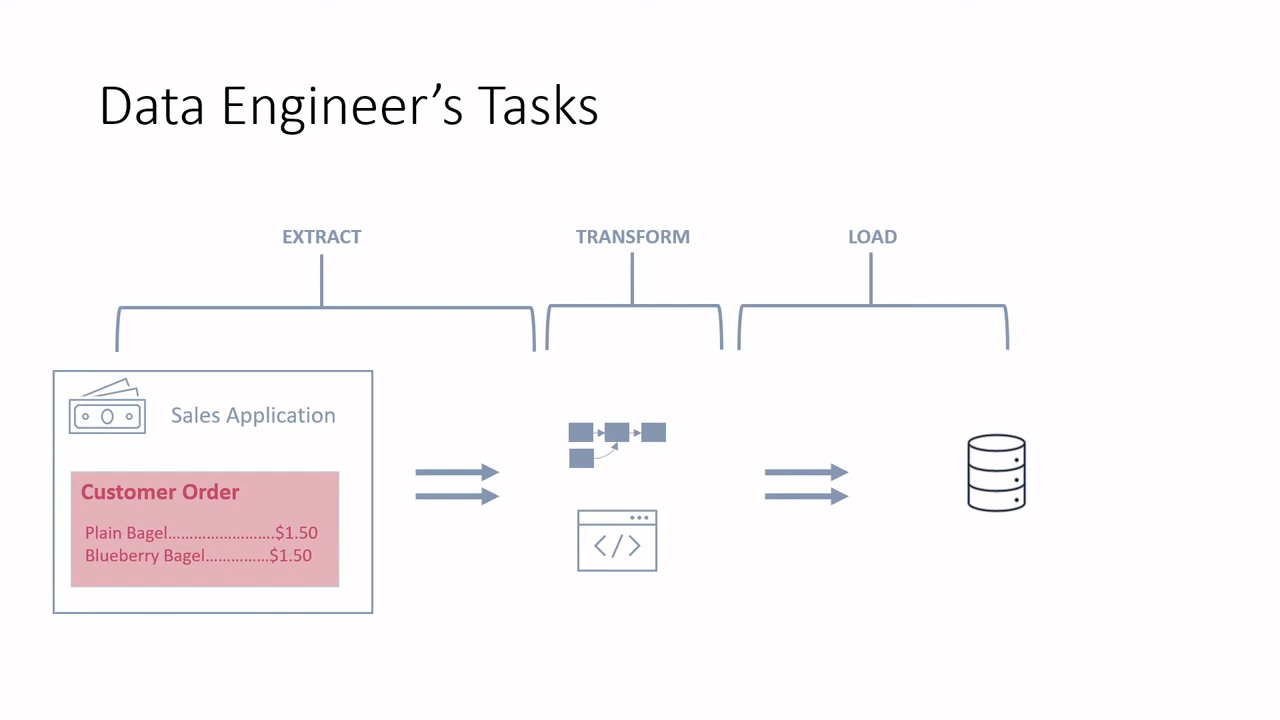 Data Engineer’s Tasks
EXTRACT
TRANSFORM
LOAD
Sales Application
Customer Order
Plain Bagel……………………..$1.50
Blueberry Bagel……………$1.50
</>